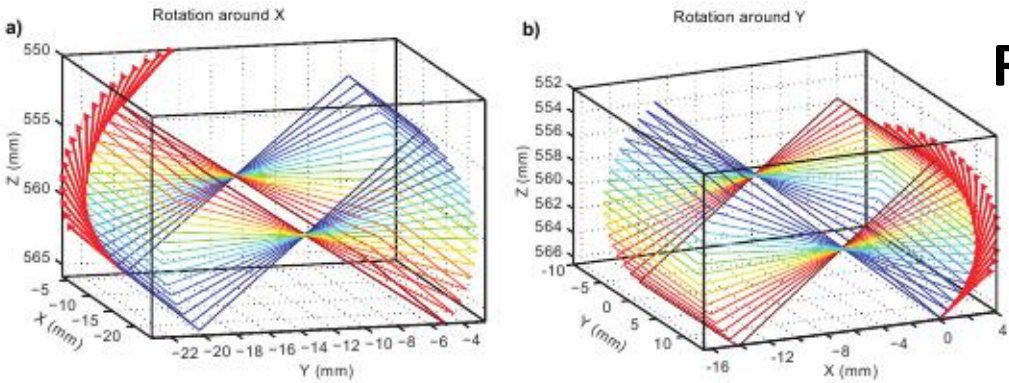 Rotation around X
a)
550
555
560
565
Z (mm)
-5
-10
-15
-20
X (mm)
-22 -20 -18 -16 -14 -12 -10 -8 -6 -4
Y (mm)
Rotation around Y
b)
552
554
556
558
560
562
564
566
Z (mm)
-10
-5
0
5
10
Y (mm)
-16 -12 -8 -4 0 4
X (mm)